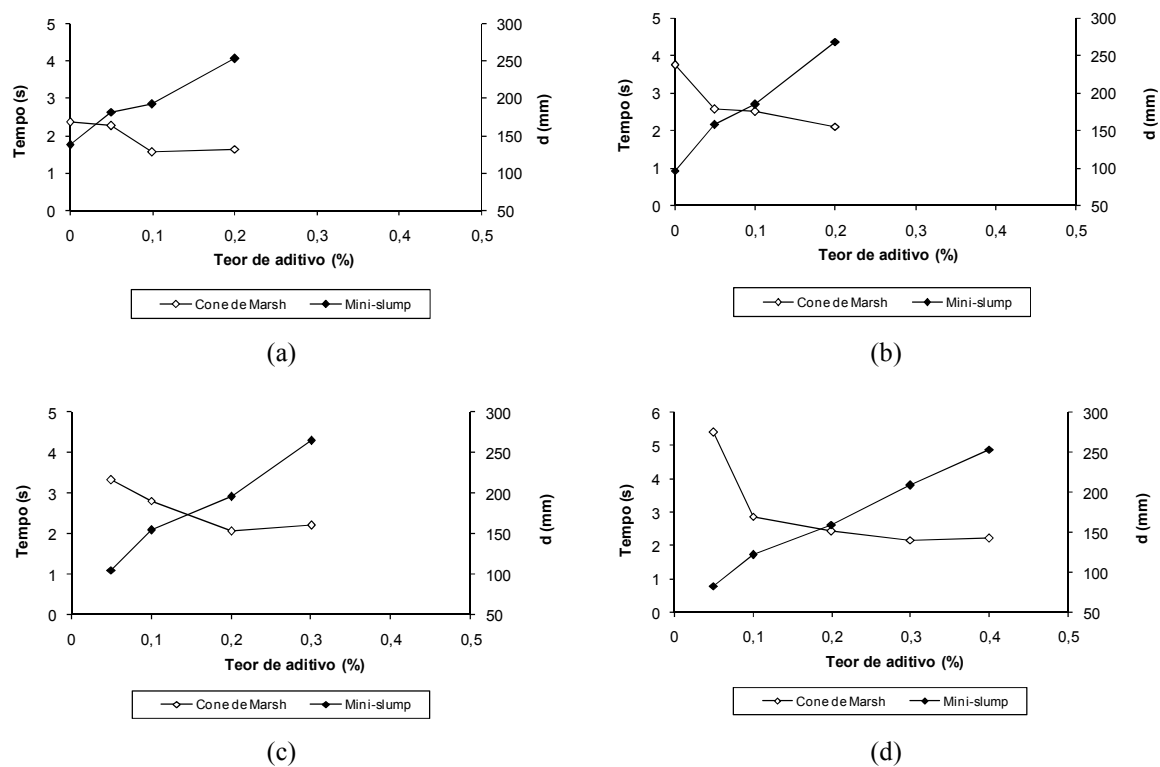 5
4
3
2
1
0
Tempo (s)
300
250
200
150
100
50
d (mm)
0 0,1 0,2 0,3 0,4 0,5
Teor de aditivo (%)
Cone de Marsh Mini-slump
(a)
5
4
3
2
1
0
Tempo (s)
300
250
200
150
100
50
d (mm)
0 0,1 0,2 0,3 0,4 0,5
Teor de aditivo (%)
Cone de Marsh Mini-slump
(b)
5
4
3
2
1
0
Tempo (s)
300
250
200
150
100
50
d (mm)
0 0,1 0,2 0,3 0,4 0,5
Teor de aditivo (%)
Cone de Marsh Mini-slump
(c)
6
5
4
3
2
1
0
Tempo (s)
300
250
200
150
100
50
d (mm)
0 0,1 0,2 0,3 0,4 0,5
Teor de aditivo (%)
Cone de Marsh Mini-slump
(d)